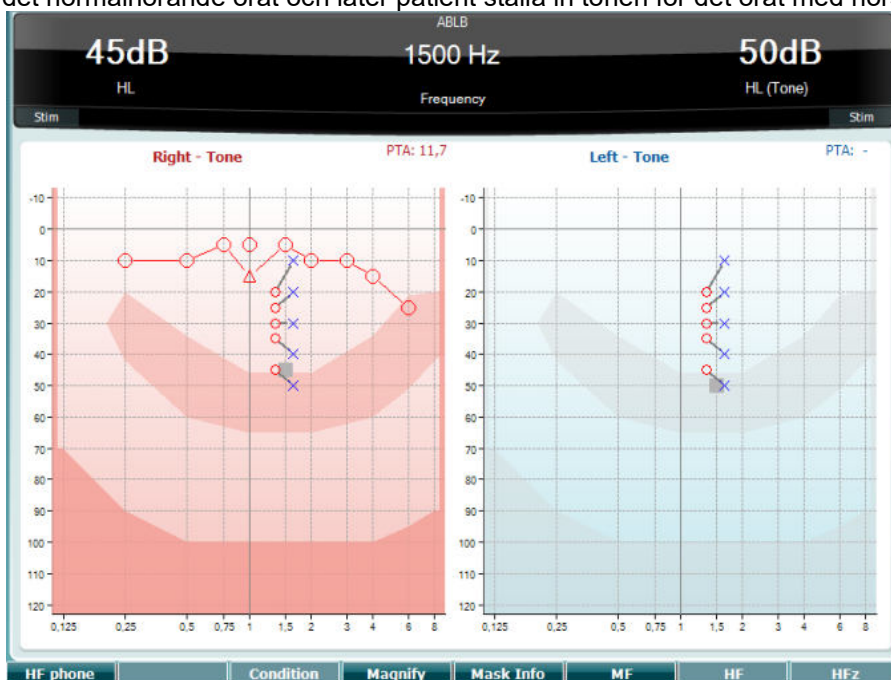 det normalhörande örat och låter patient ställa in tonen för det örat med
ABLB
45dB 1500 Hz 50dB
HL HL (Tone)
Frequency
Stim Stim
Right - Tone PTA: 11,7 Left - Tone PTA: -
-10 -10
0 0
10 10
20 20
30 30
40 40
50 50
60 60
70 70
80 80
90 90
100 100
110 110
120 120
0,125 0,25 0,5 0,75 1 1,5 2 3 4 6 8 0,125 0,25 0,5 0,75 1 1,5 2 3 4 6 8
HF phone Condition Magnify Mask Info MF HF HFz